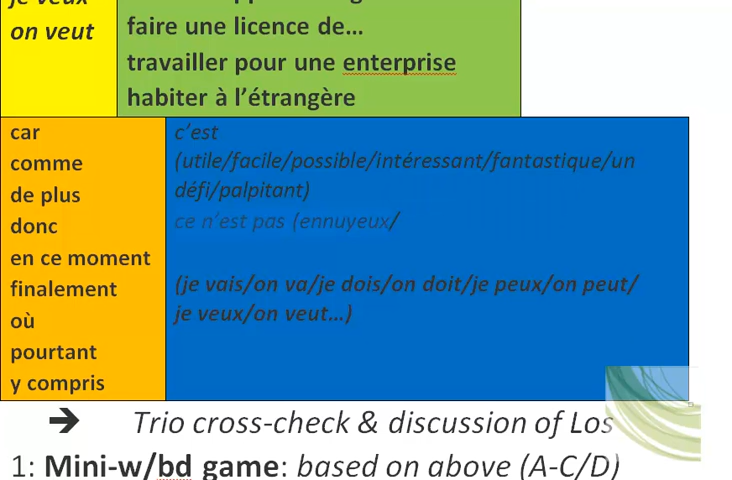 je veux
on veut
faire une licence de…
travailler pour une enterprise
habiter à l'étrangère
car
comme
de plus
donc
en ce moment
finalement
où
pourtant
y compris
c'est
(utile/facile/possible/intéressant/fantastique/un
défi/palpitant)
ce n'est pas (ennuyeux/
(je vais/on va/je dois/on doit/je peux/on peut/
je veux/on veut…)
➔ Trio cross-check & discussion of Los
1: Mini-w/bd game: based on above (A-C/D)